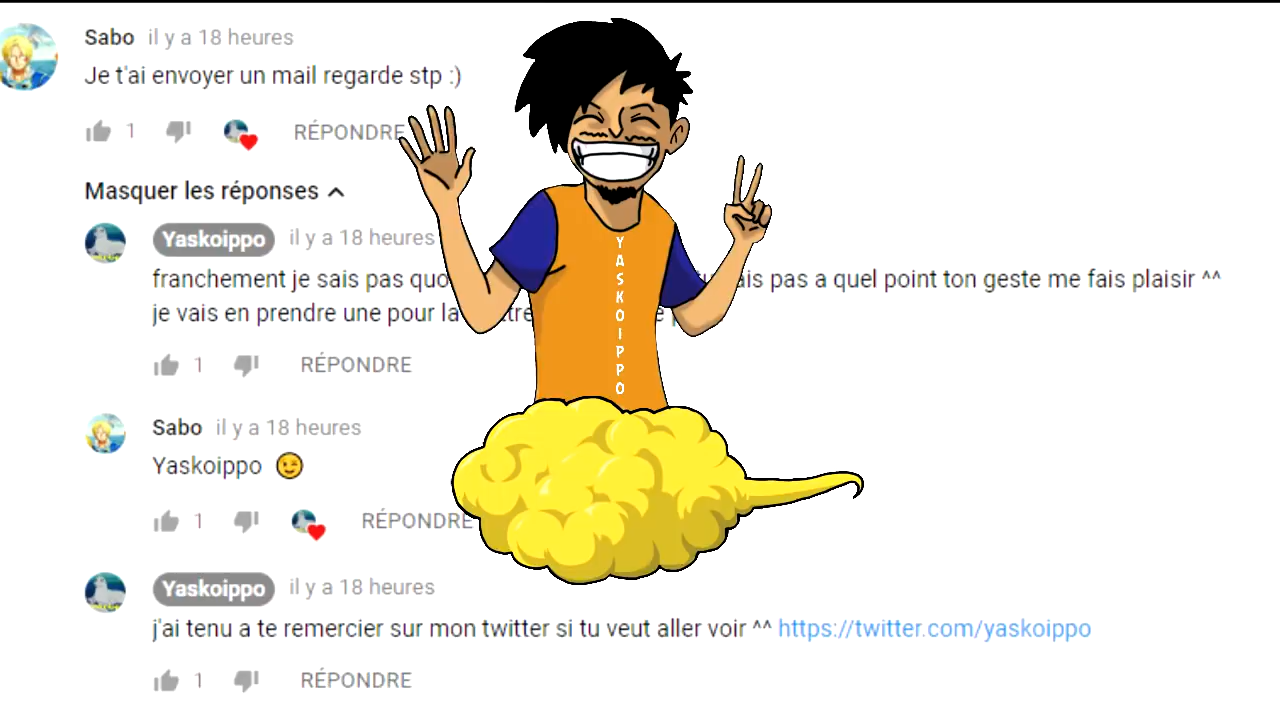 Sabo il y a 18 heures
Je t'ai envoyer un mail regarde stp :)
1 RÉPONDRE
Masquer les réponses
Yaskoippo il y a 18 heures
franchement je sais pas pas a quel point ton geste me fais plaisir ^^
je vais en prendre une pour la
YASKOIPPO
1 RÉPONDRE
Sabo il y a 18 heures
Yaskoippo 😉
1 RÉPONDRE
Yaskoippo il y a 18 heures
j'ai tenu a te remercier sur mon twitter si tu veut aller voir ^^ https://twitter.com/yaskoippo
1 RÉPONDRE